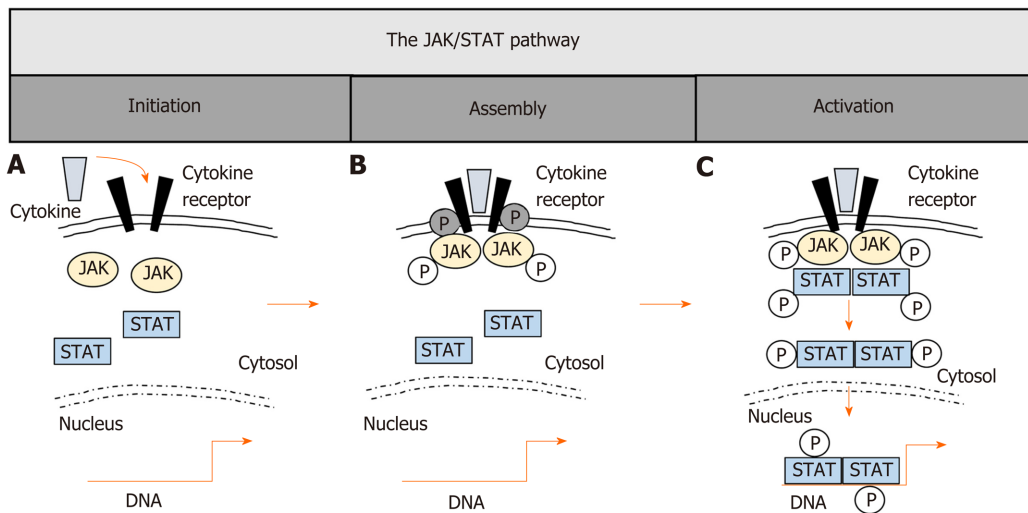 The JAK/STAT pathway
Initiation
Assembly
Activation
A
Cytokine
Cytokine
receptor
JAK
JAK
STAT
STAT
Cytosol
Nucleus
DNA
B
Cytokine
receptor
P
P
JAK
JAK
P
P
STAT
STAT
Nucleus
DNA
C
Cytokine
receptor
P
JAK
JAK
P
STAT
STAT
P
P
P
STAT
STAT
P
Cytosol
Nucleus
P
STAT
STAT
DNA
P